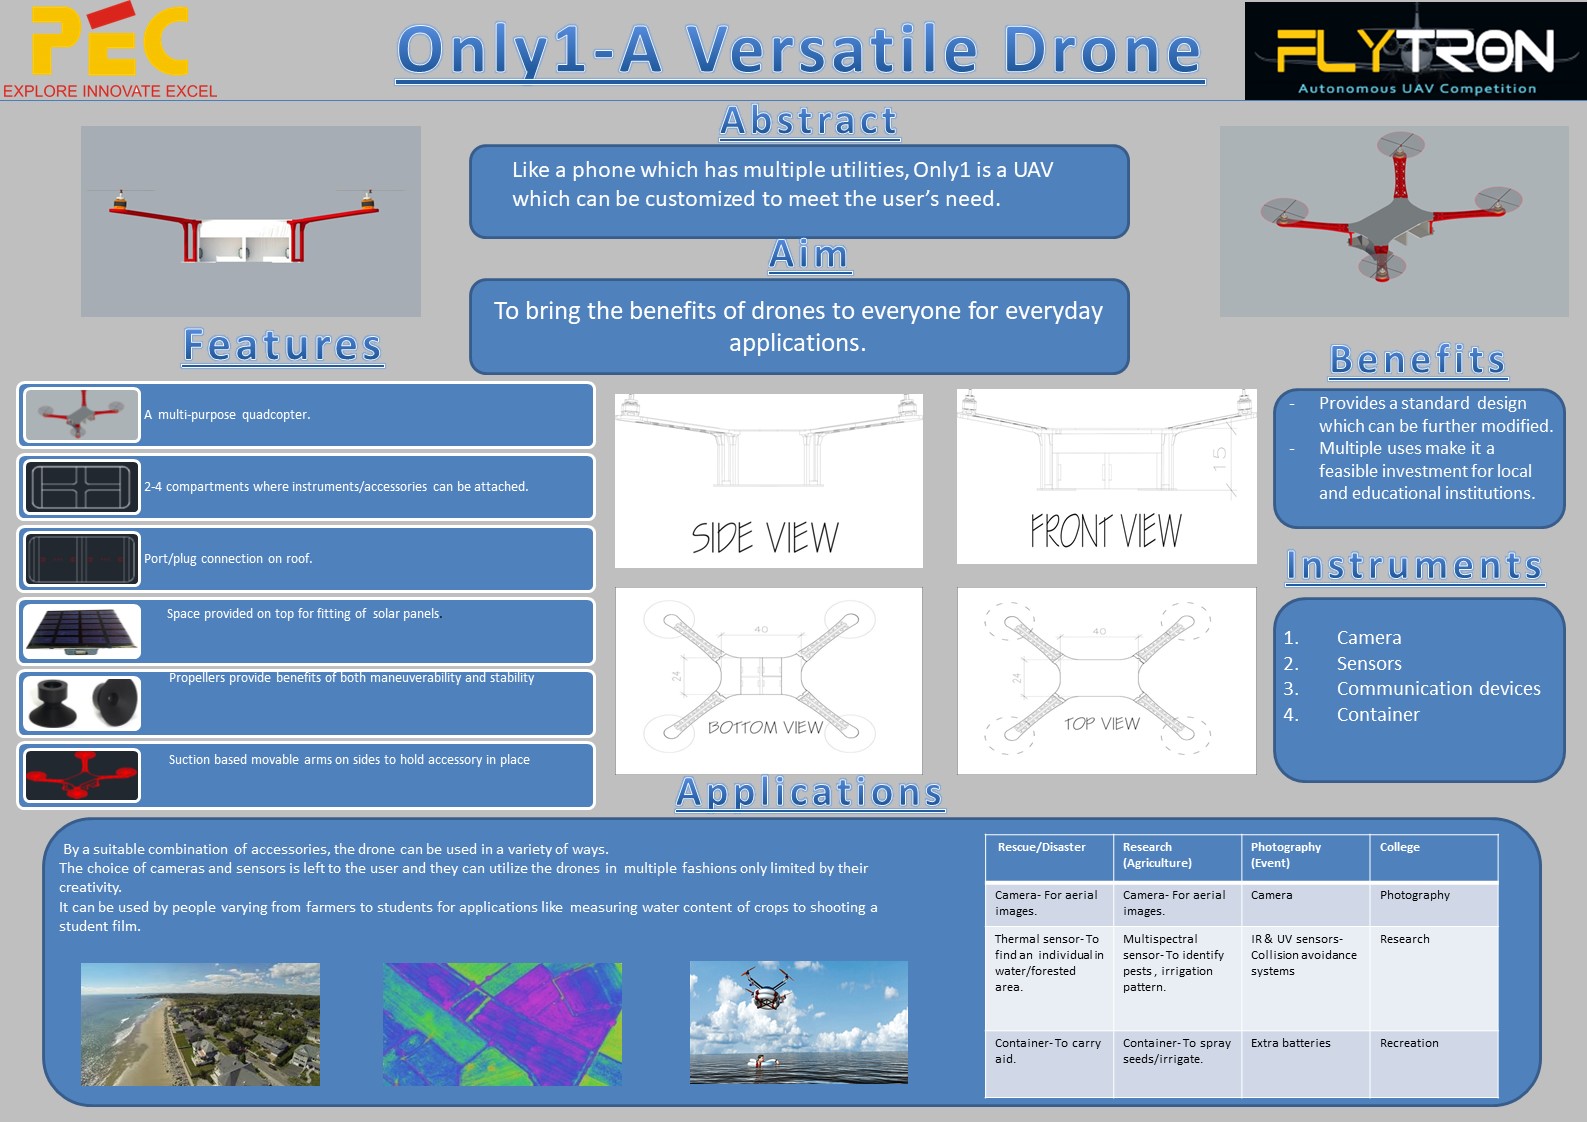 PEC
EXPLORE INNOVATE EXCEL
Only1-A Versatile Drone
FLYTRON
Autonomous UAV Competition
Abstract
Like a phone which has multiple utilities, Only1 is a UAV
which can be customized to meet the user’s need.
Aim
To bring the benefits of drones to everyone for everyday
applications.
Features
A multi-purpose quadcopter.
2-4 compartments where instruments/accessories can be attached.
Port/plug connection on roof.
Space provided on top for fitting of solar panels.
Propellers provide benefits of both maneuverability and stability
Suction based movable arms on sides to hold accessory in place
SIDE VIEW
15
FRONT VIEW
40
24
BOTTOM VIEW
40
24
TOP VIEW
Benefits
- Provides a standard design
which can be further modified.
- Multiple uses make it a
feasible investment for local
and educational institutions.
Instruments
1. Camera
2. Sensors
3. Communication devices
4. Container
Applications
By a suitable combination of accessories, the drone can be used in a variety of ways.
The choice of cameras and sensors is left to the user and they can utilize the drones in multiple fashions only limited by their
creativity.
It can be used by people varying from farmers to students for applications like measuring water content of crops to shooting a
student film.
Rescue/Disaster
Research
(Agriculture)
Photography
(Event)
College
Camera- For aerial
images.
Camera- For aerial
images.
Camera
Photography
Thermal sensor- To
find an individual in
water/forested
area.
Multispectral
sensor- To identify
pests , irrigation
pattern.
IR & UV sensors-
Collision avoidance
systems
Research
Container- To carry
aid.
Container- To spray
seeds/irrigate.
Extra batteries
Recreation